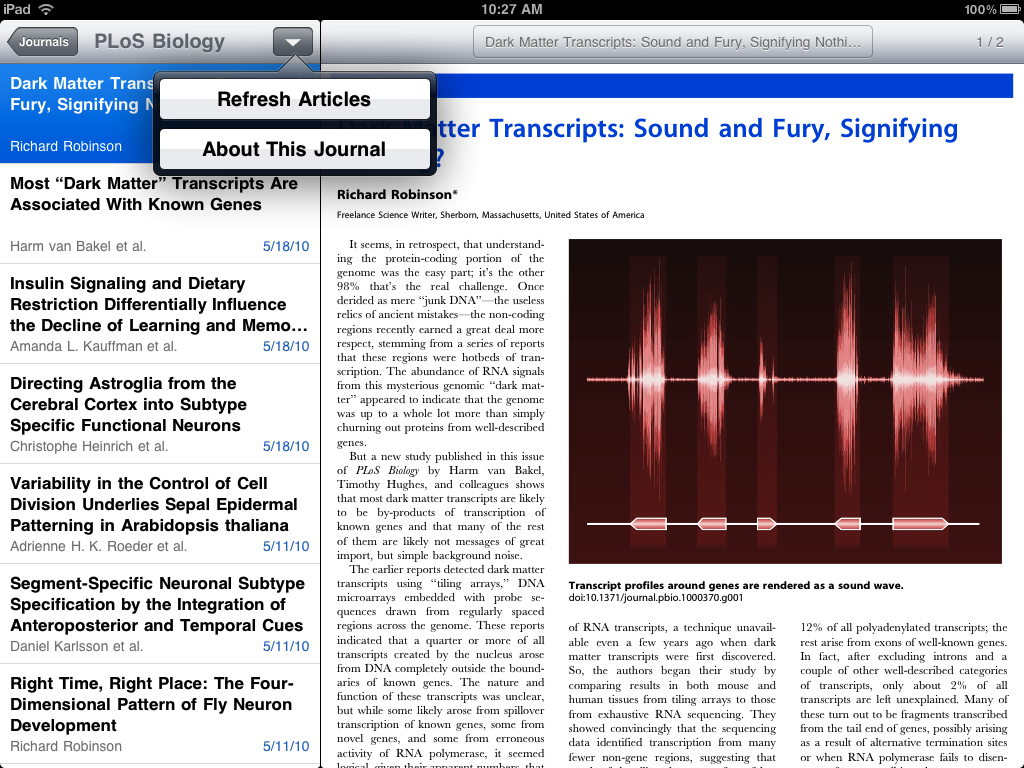 iPad
10:27 AM
100%
Journals
PLoS Biology
Dark Matter Transcripts: Sound and Fury, Signifying Nothi…
1 / 2
Refresh Articles
About This Journal
Dark Matter Trans
Fury, Signifying N
Richard Robinson
Most “Dark Matter” Transcripts Are
Associated With Known Genes
Harm van Bakel et al.
5/18/10
Insulin Signaling and Dietary
Restriction Differentially Influence
the Decline of Learning and Memo…
Amanda L. Kauffman et al.
5/18/10
Directing Astroglia from the
Cerebral Cortex into Subtype
Specific Functional Neurons
Christophe Heinrich et al.
5/18/10
Variability in the Control of Cell
Division Underlies Sepal Epidermal
Patterning in Arabidopsis thaliana
Adrienne H. K. Roeder et al.
5/11/10
Segment-Specific Neuronal Subtype
Specification by the Integration of
Anteroposterior and Temporal Cues
Daniel Karlsson et al.
5/11/10
Right Time, Right Place: The Four-
Dimensional Pattern of Fly Neuron
Development
Richard Robinson
5/11/10
tter Transcripts: Sound and Fury, Signifying
?
Richard Robinson*
Freelance Science Writer, Sherborn, Massachusetts, United States of America
It seems, in retrospect, that understand-
ing the protein-coding portion of the
genome was the easy part; it’s the other
98% that’s the real challenge. Once
derided as mere “junk DNA”—the useless
relics of ancient mistakes—the non-coding
regions recently earned a great deal more
respect, stemming from a series of reports
that these regions were hotbeds of tran-
scription. The abundance of RNA signals
from this mysterious genomic “dark mat-
ter” appeared to indicate that the genome
was up to a whole lot more than simply
churning out proteins from well-described
genes.
But a new study published in this issue
of PLoS Biology by Harm van Bakel,
Timothy Hughes, and colleagues shows
that most dark matter transcripts are likely
to be by-products of transcription of
known genes and that many of the rest
of them are likely not messages of great
import, but simple background noise.
The earlier reports detected dark matter
transcripts using “tiling arrays,” DNA
microarrays embedded with probe se-
quences drawn from regularly spaced
regions across the genome. These reports
indicated that a quarter or more of all
transcripts created by the nucleus arose
from DNA completely outside the bound-
aries of known genes. The nature and
function of these transcripts was unclear,
but while some likely arose from spillover
transcription of known genes, some from
novel genes, and some from erroneous
activity of RNA polymerase, it seemed
logical, given their apparent numbers, that
Transcript profiles around genes are rendered as a sound wave.
doi:10.1371/journal.pbio.1000370.g001
of RNA transcripts, a technique unavail-
able even a few years ago when dark
matter transcripts were first discovered.
So, the authors began their study by
comparing results in both mouse and
human tissues from tiling arrays to those
from exhaustive RNA sequencing. They
showed convincingly that the sequencing
data identified transcription from many
fewer non-gene regions, suggesting that
12% of all polyadenylated transcripts; the
rest arise from exons of well-known genes.
In fact, after excluding introns and a
couple of other well-described categories
of transcripts, only about 2% of all
transcripts are left unexplained. Many of
these turn out to be fragments transcribed
from the tail end of genes, possibly arising
as a result of alternative termination sites
or when RNA polymerase fails to disen-